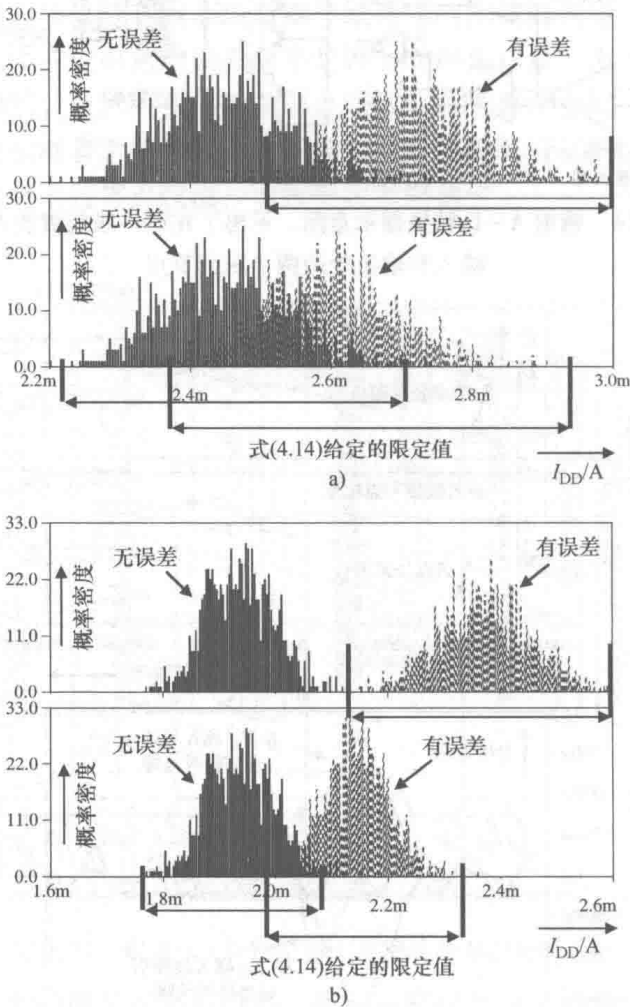 30.0
无误差
有误差
概率密度
20.0
10.0
0.0
30.0
无误差
有误差
概率密度
20.0
10.0
0.0
2.2m
2.4m
2.6m
2.8m
3.0m
式(4.14)给定的限定值
I_DD/A
a)
33.0
无误差
有误差
概率密度
22.0
11.0
0.0
33.0
无误差
有误差
概率密度
22.0
11.0
0.0
1.6m
1.8m
2.0m
2.2m
2.4m
2.6m
式(4.14)给定的限定值
I_DD/A
b)